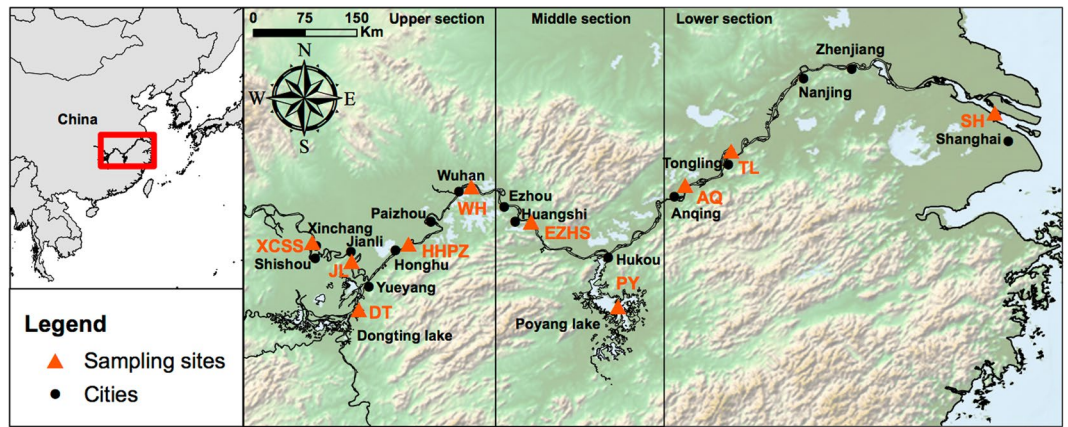 China
Legend
Sampling sites
Cities
0 75 150
Km
Upper section
Middle section
Lower section
N
W E
S
Zhenjiang
Nanjing
SH
Shanghai
Tongling
TL
Wuhan
WH
Ezhou
AQ
Anqing
Paizhou
Huangshi
EZHS
Xinchang
XCSS
Jianli
HHPZ
Shishou
JL
Honghu
Hukou
Yueyang
PY
DT
Poyang lake
Dongting lake